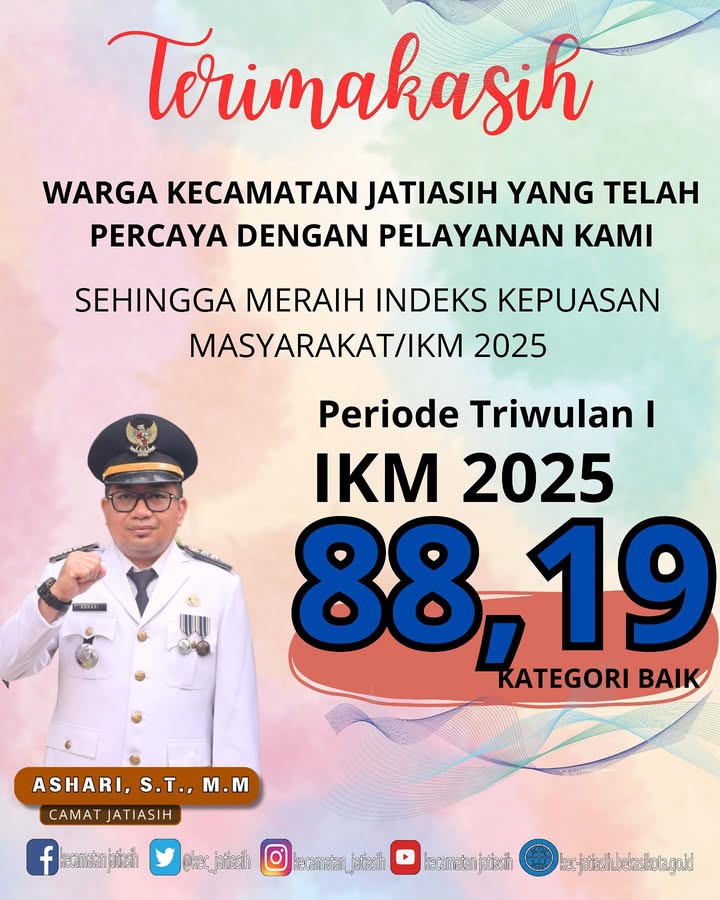 Terimakasih
WARGA KECAMATAN JATIASIH YANG TELAH
PERCAYA DENGAN PELAYANAN KAMI
SEHINGGA MERAIH INDEKS KEPUASAN
MASYARAKAT/IKM 2025
Periode Triwulan I
IKM 2025
88,19
KATEGORI BAIK
ASHARI
ASHARI, S.T., M.M
CAMAT JATIASIH
kecamatan jatiasih @kec_jatiasih kecamatan_jatiasih kecamatan jatiasih kec-jatiasih.bekasikota.go.id